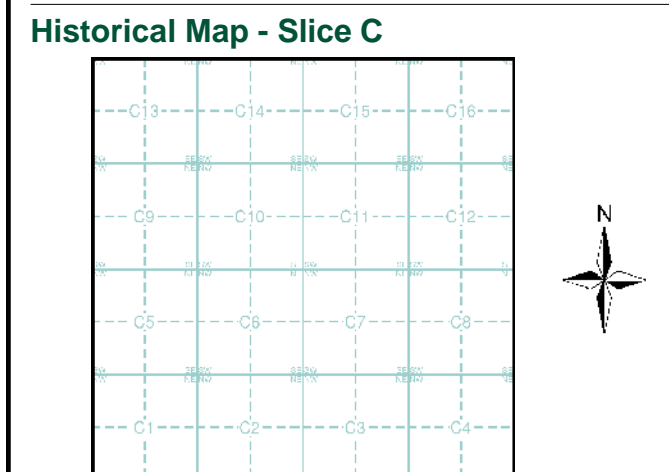 Historical Map - Slice C
C13 C14 C15 C16
N
C9 C10 C11 C12
C5 C6 C7 C8
C1 C2 C3 C4